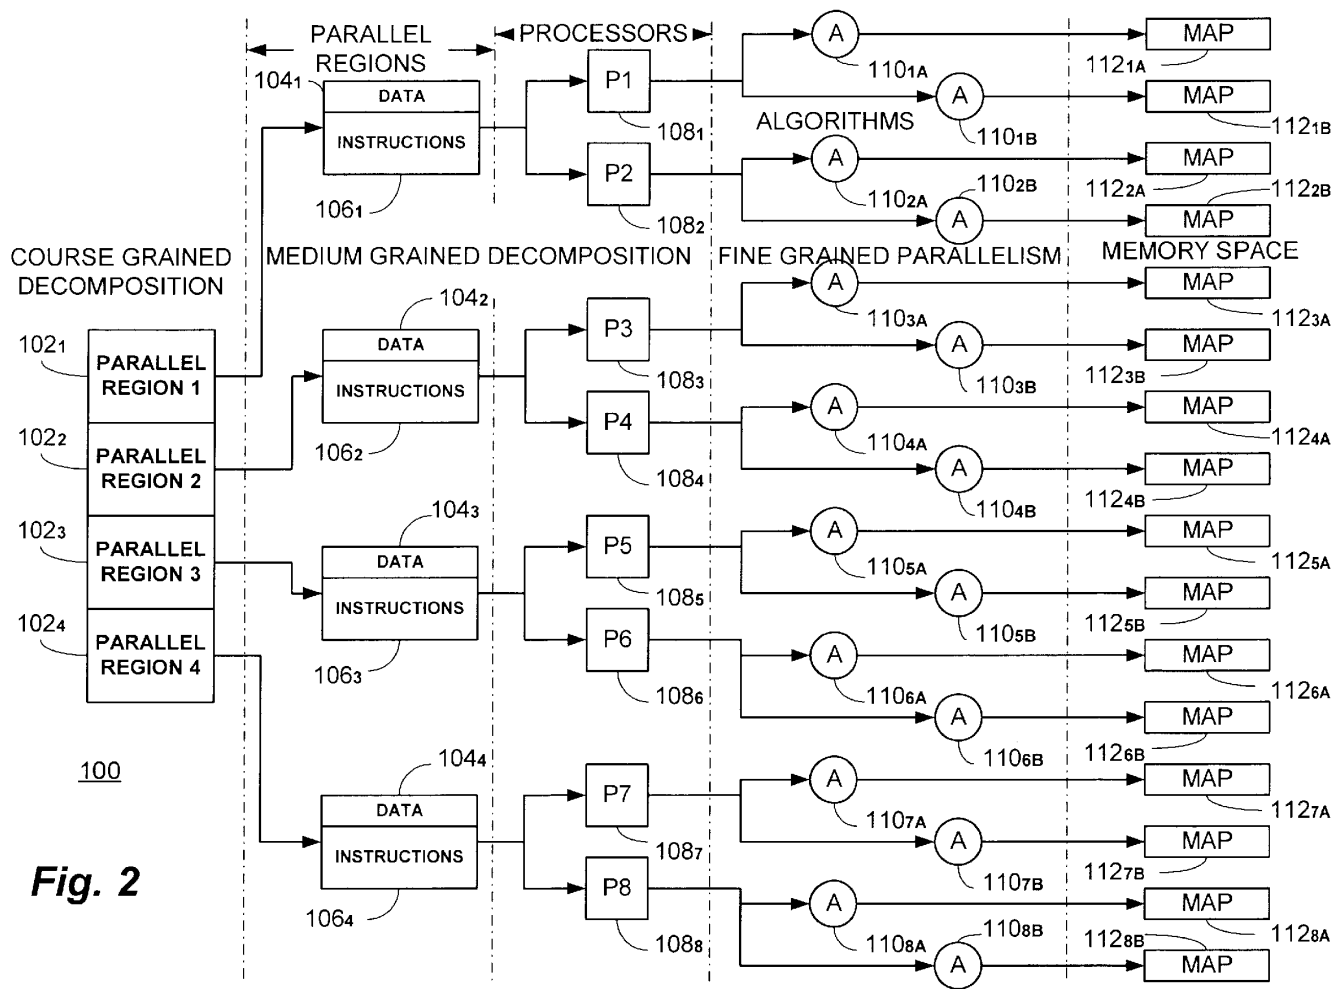 PARALLEL
REGIONS
PROCESSORS
104₁
DATA
INSTRUCTIONS
106₁
P1
108₁
P2
108₂
A
110₁A
A
110₁B
ALGORITHMS
A
110₂A
110₂B
A
MAP
112₁A
MAP
112₁B
MAP
112₂A
112₂B
MAP
COURSE GRAINED
DECOMPOSITION
MEDIUM GRAINED DECOMPOSITION
FINE GRAINED PARALLELISM
MEMORY SPACE
102₁
PARALLEL
REGION 1
102₂
PARALLEL
REGION 2
102₃
PARALLEL
REGION 3
102₄
PARALLEL
REGION 4
104₂
DATA
INSTRUCTIONS
106₂
P3
108₃
P4
108₄
A
110₃A
A
110₃B
A
110₄A
A
110₄B
MAP
112₃A
MAP
112₃B
MAP
112₄A
MAP
112₄B
104₃
DATA
INSTRUCTIONS
106₃
P5
108₅
P6
108₆
A
110₅A
A
110₅B
A
110₆A
A
110₆B
MAP
112₅A
MAP
112₅B
MAP
112₆A
MAP
112₆B
104₄
DATA
INSTRUCTIONS
106₄
P7
108₇
P8
108₈
A
110₇A
A
110₇B
A
110₈A
110₈B
A
MAP
112₇A
MAP
112₇B
MAP
112₈A
112₈B
MAP
100
Fig. 2